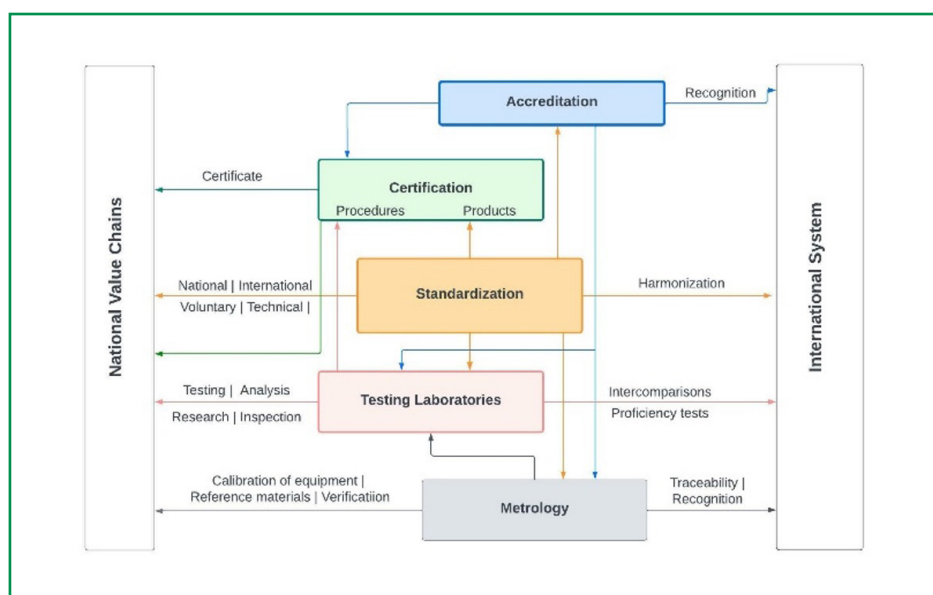 Accreditation
Recognition
Certificate
Certification
Procedures Products
National Value Chains
International System
National | International
Voluntary | Technical |
Standardization
Harmonization
Testing | Analysis
Research | Inspection
Testing Laboratories
Intercomparisons
Proficiency tests
Calibration of equipment |
Reference materials | Verificatiion
Metrology
Traceability |
Recognition